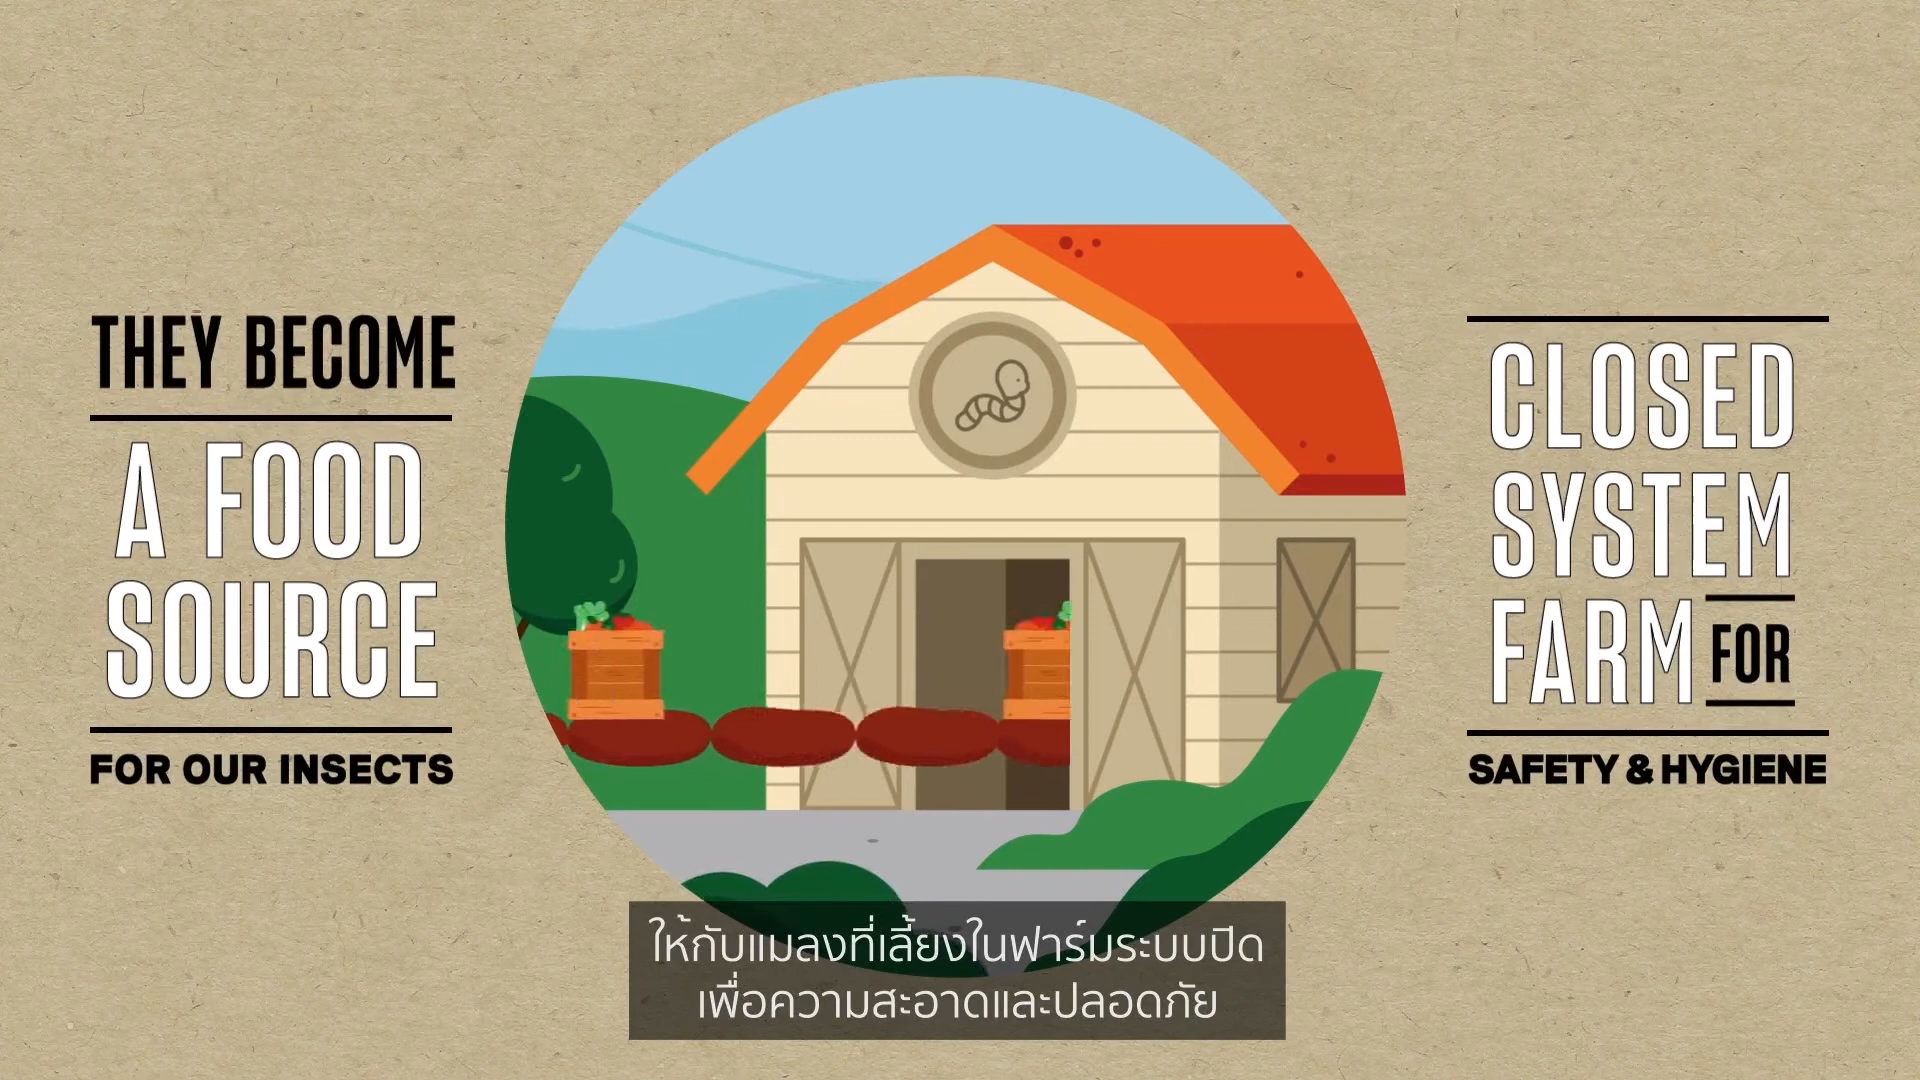 THEY BECOME
A FOOD
SOURCE
FOR OUR INSECTS
CLOSED
SYSTEM
FARM FOR
SAFETY & HYGIENE
ให้กับแมลงที่เลี้ยงในฟาร์มระบบปิด
เพื่อความสะอาดและปลอดภัย